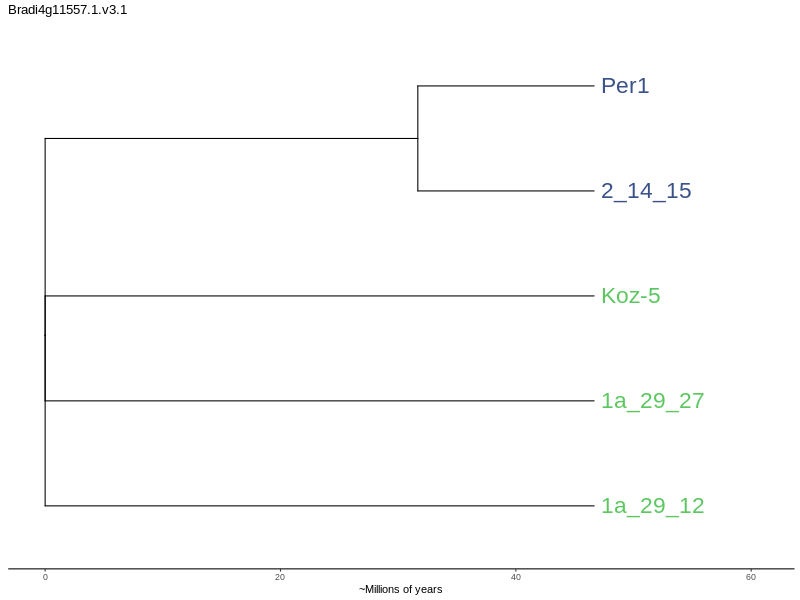 Bradi4g11557.1.v3.1
Per1
2_14_15
Koz-5
1a_29_27
1a_29_12
0 20 40 60
~Millions of years